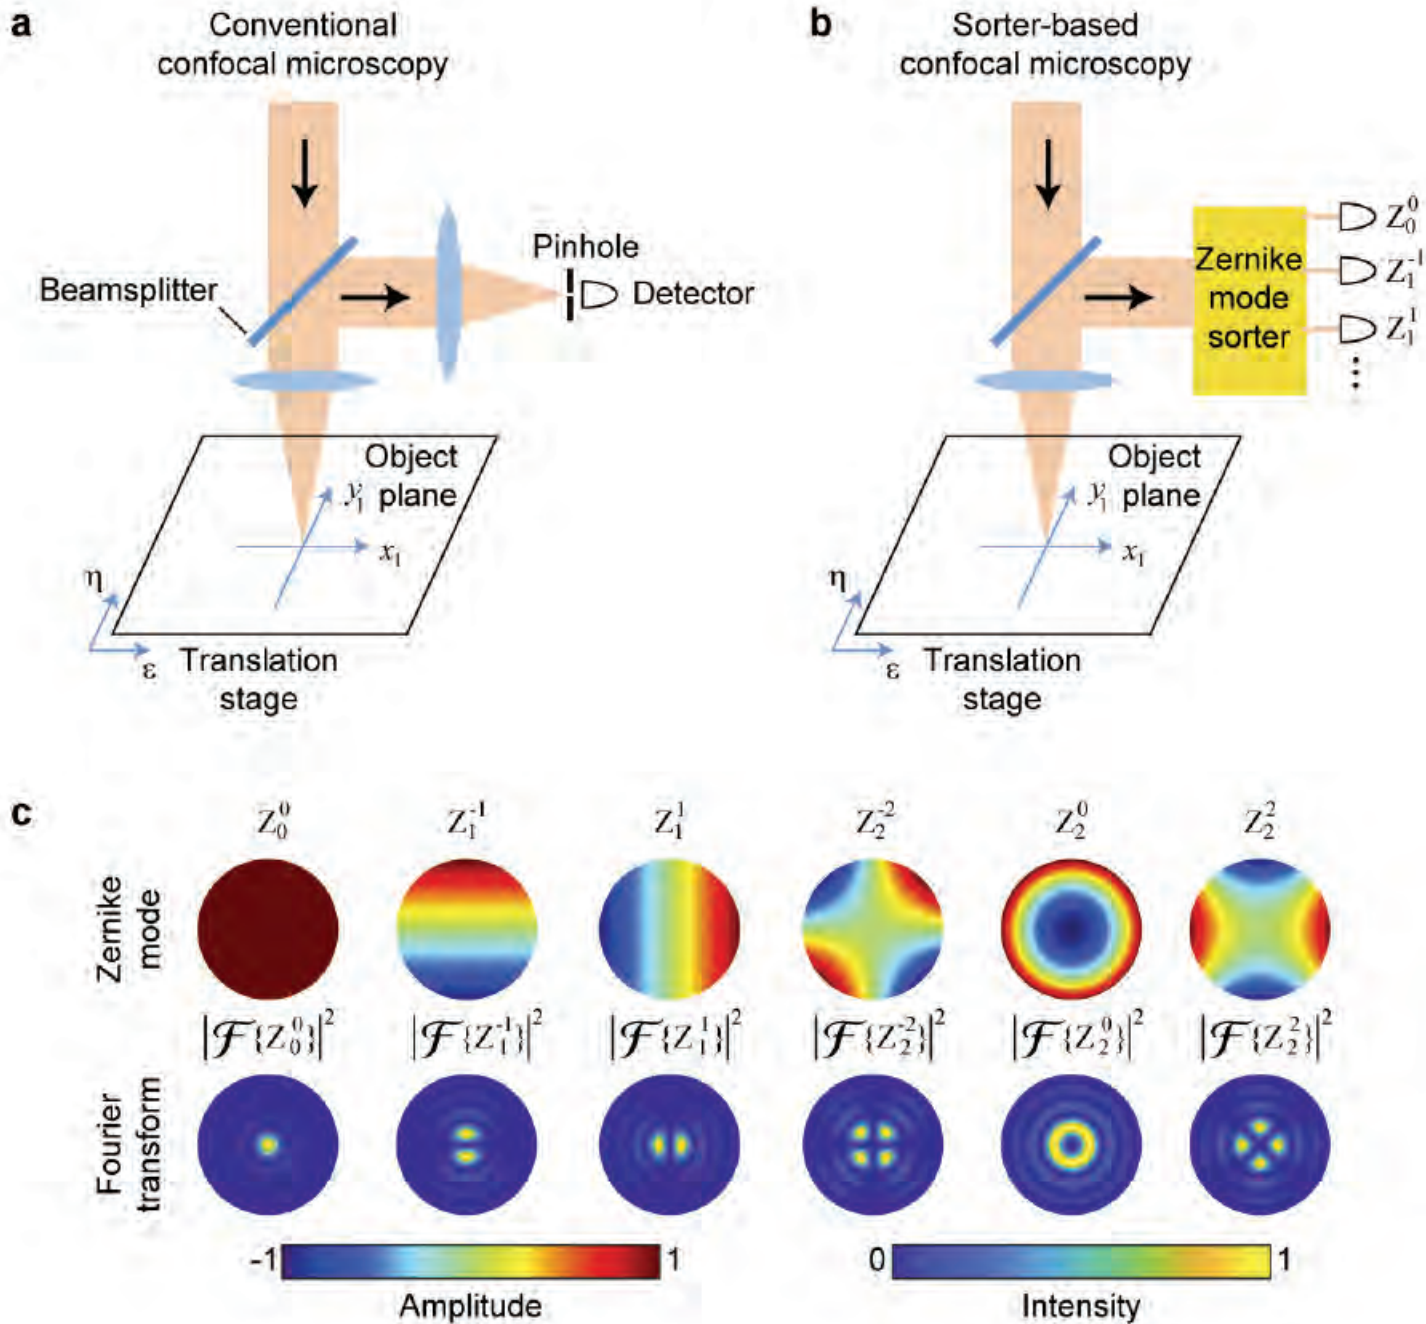 a
Conventional
confocal microscopy
Beamsplitter
Pinhole
Detector
Object
plane
y₁
x₁
η
ε
Translation
stage
b
Sorter-based
confocal microscopy
Zernike
mode
sorter
Z₀⁰
Z₁⁻¹
Z₁¹
Object
plane
y₁
x₁
η
ε
Translation
stage
c
Z₀⁰ Z₁⁻¹ Z₁¹ Z₂⁻² Z₂⁰ Z₂²
Zernike
mode
|ℱ{Z₀⁰}|² |ℱ{Z₁⁻¹}|² |ℱ{Z₁¹}|² |ℱ{Z₂⁻²}|² |ℱ{Z₂⁰}|² |ℱ{Z₂²}|²
Fourier
transform
-1 1
Amplitude
0 1
Intensity